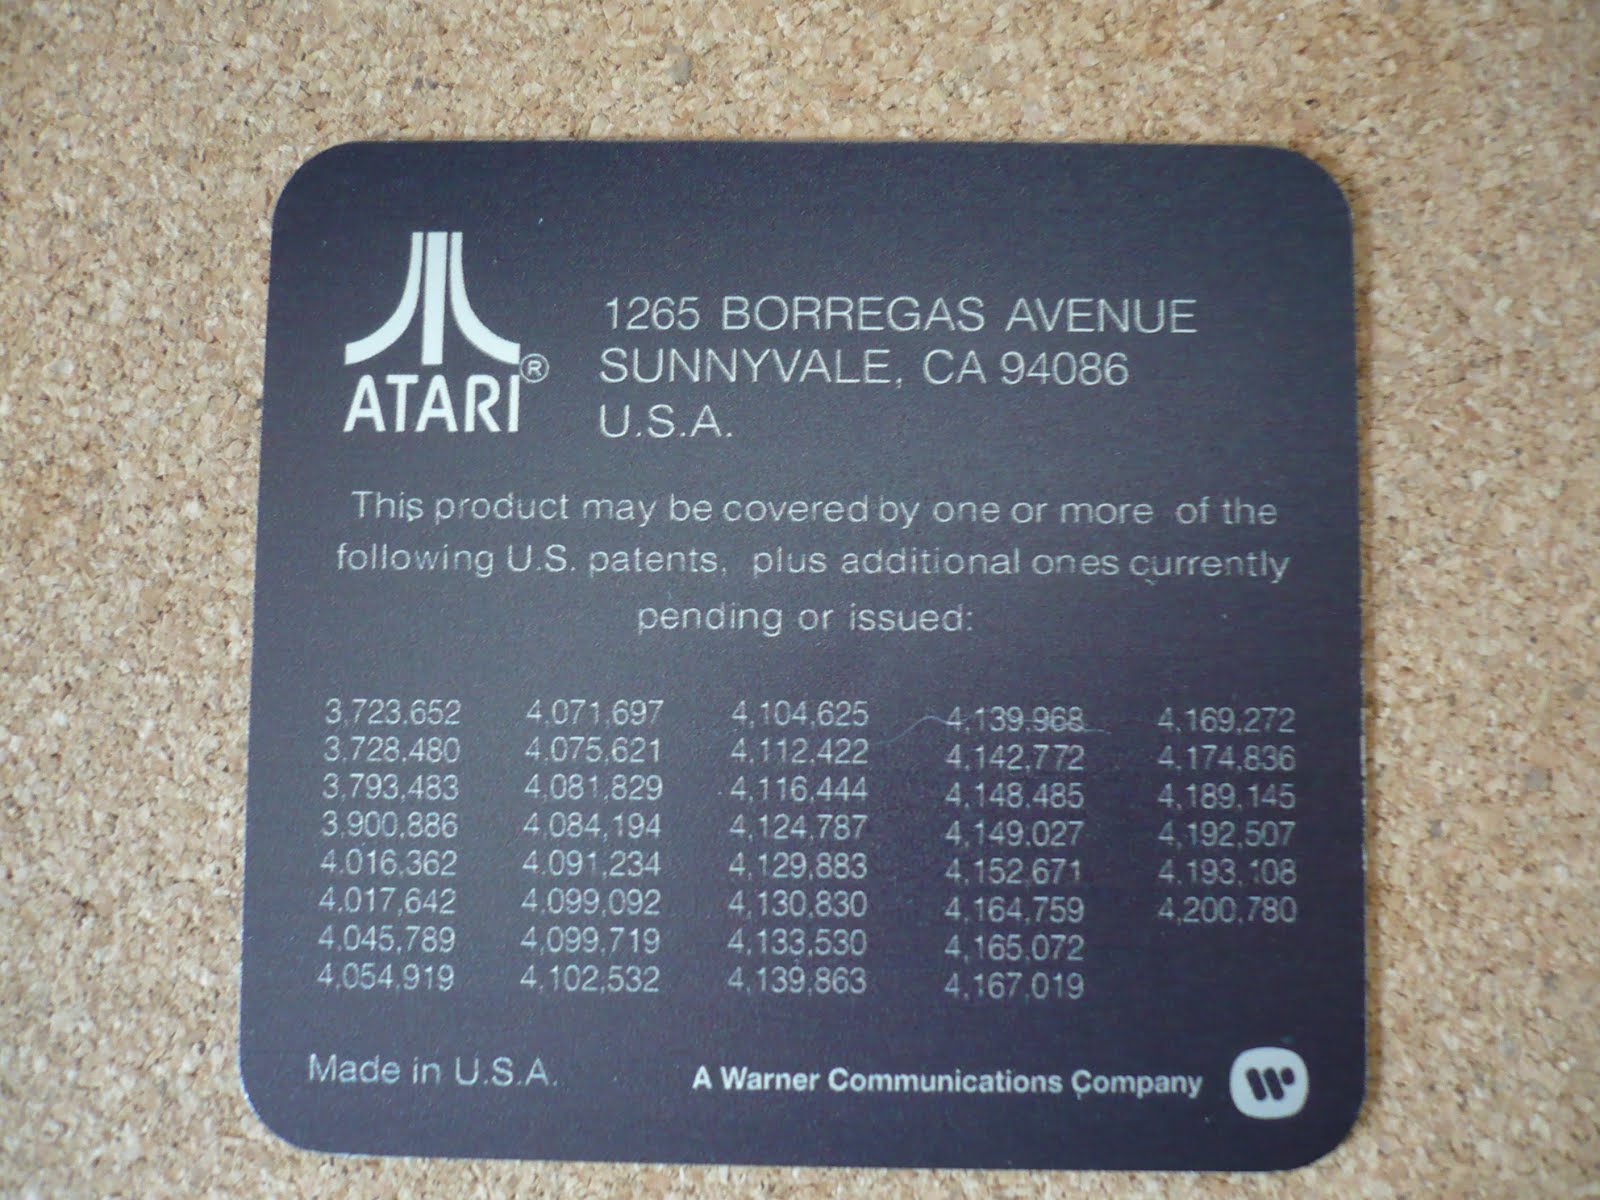 ATARI®
1265 BORREGAS AVENUE
SUNNYVALE, CA 94086
U.S.A.
This product may be covered by one or more of the
following U.S. patents, plus additional ones currently
pending or issued:
3,723,652 4,071,697 4,104,625 4,139,968 4,169,272
3,728,480 4,075,621 4,112,422 4,142,772 4,174,836
3,793,483 4,081,829 4,116,444 4,148,485 4,189,145
3,900,886 4,084,194 4,124,787 4,149,027 4,192,507
4,016,362 4,091,234 4,129,883 4,152,671 4,193,108
4,017,642 4,099,092 4,130,830 4,164,759 4,200,780
4,045,789 4,099,719 4,133,530 4,165,072
4,054,919 4,102,532 4,139,863 4,167,019
Made in U.S.A. A Warner Communications Company